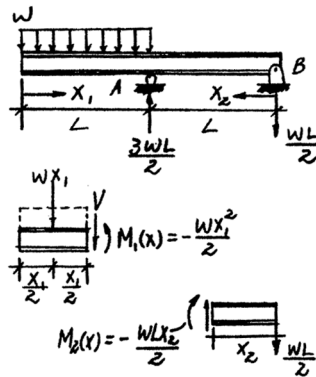 w
A
B
x₁
x₂
L
L
3wL/2
wL/2
wx₁
V
M₁(x) = - wx₁²/2
x₁/2
x₁/2
M₂(x) = - wLx₂/2
x₂
wL/2